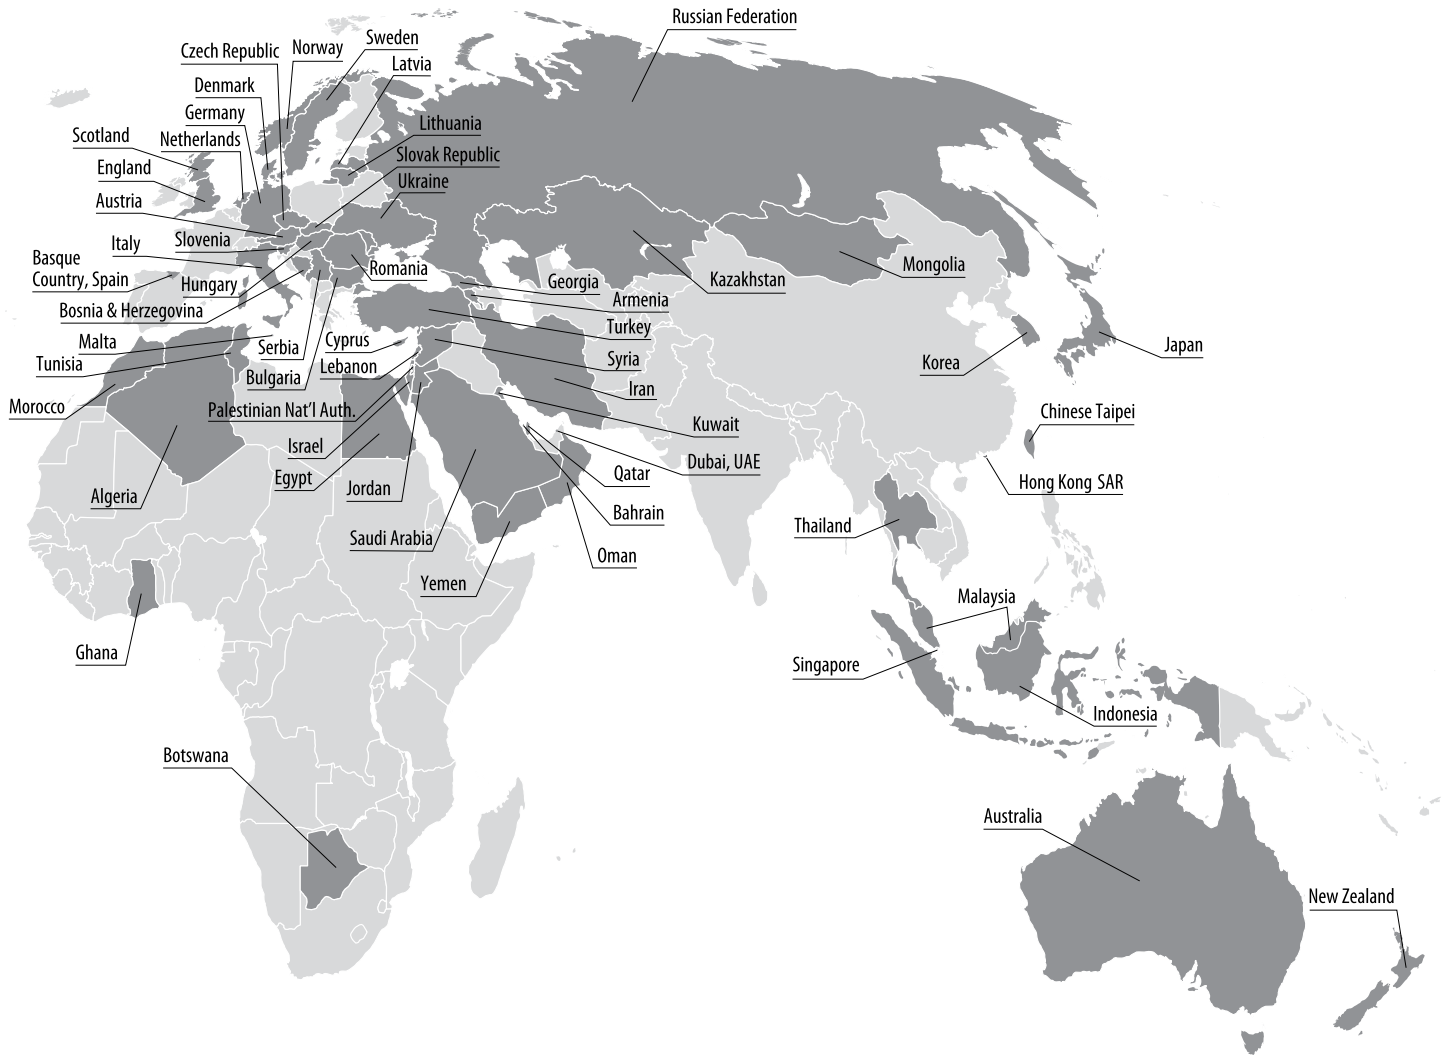 Russian Federation
Sweden
Norway
Czech Republic
Latvia
Denmark
Germany
Lithuania
Scotland
Netherlands
Slovak Republic
England
Ukraine
Austria
Slovenia
Italy
Basque
Country, Spain
Romania
Mongolia
Georgia
Kazakhstan
Hungary
Armenia
Bosnia & Herzegovina
Turkey
Malta
Cyprus
Serbia
Japan
Tunisia
Syria
Korea
Lebanon
Bulgaria
Iran
Morocco
Palestinian Nat'l Auth.
Chinese Taipei
Kuwait
Israel
Dubai, UAE
Qatar
Egypt
Jordan
Hong Kong SAR
Algeria
Bahrain
Thailand
Saudi Arabia
Oman
Yemen
Malaysia
Ghana
Singapore
Indonesia
Botswana
Australia
New Zealand